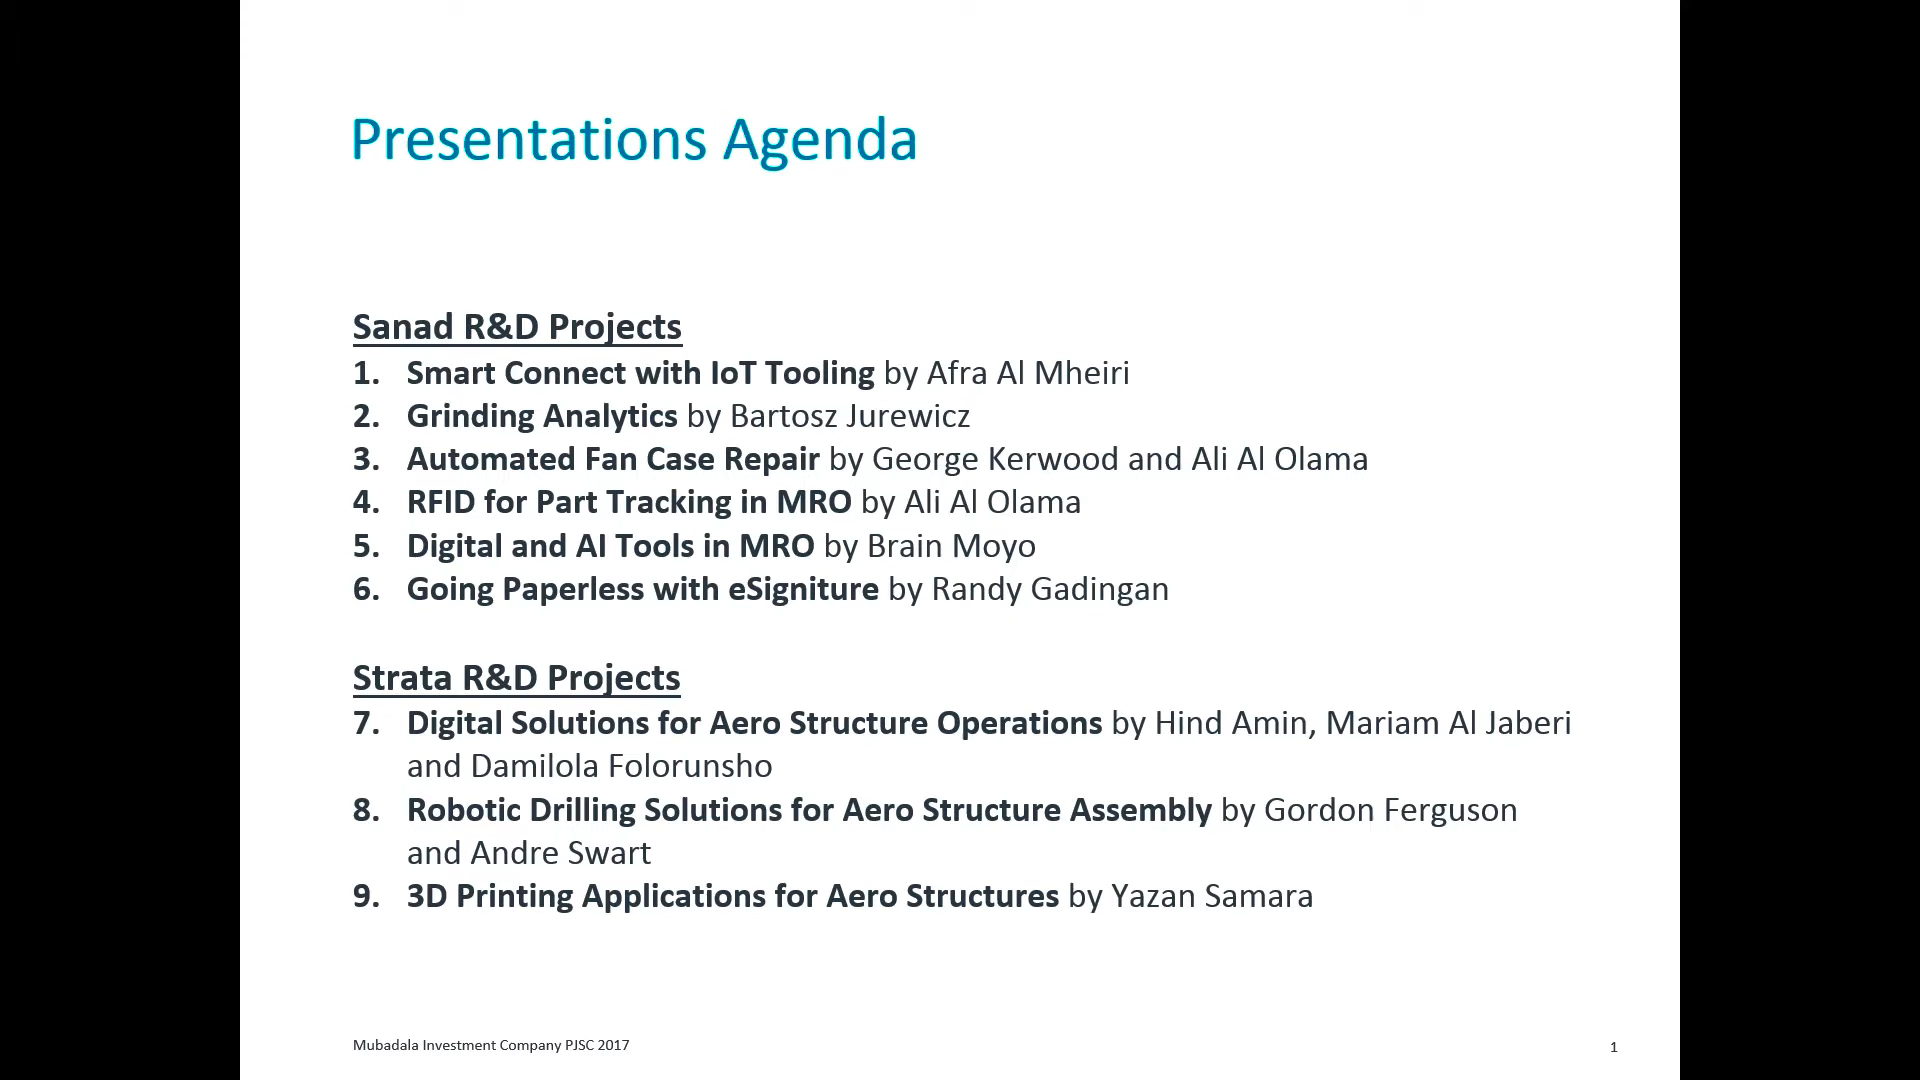 Presentations Agenda
Sanad R&D Projects
1. Smart Connect with IoT Tooling by Afra Al Mheiri
2. Grinding Analytics by Bartosz Jurewicz
3. Automated Fan Case Repair by George Kerwood and Ali Al Olama
4. RFID for Part Tracking in MRO by Ali Al Olama
5. Digital and AI Tools in MRO by Brain Moyo
6. Going Paperless with eSigniture by Randy Gadingan
Strata R&D Projects
7. Digital Solutions for Aero Structure Operations by Hind Amin, Mariam Al Jaberi
and Damilola Folorunsho
8. Robotic Drilling Solutions for Aero Structure Assembly by Gordon Ferguson
and Andre Swart
9. 3D Printing Applications for Aero Structures by Yazan Samara
Mubadala Investment Company PJSC 2017
1